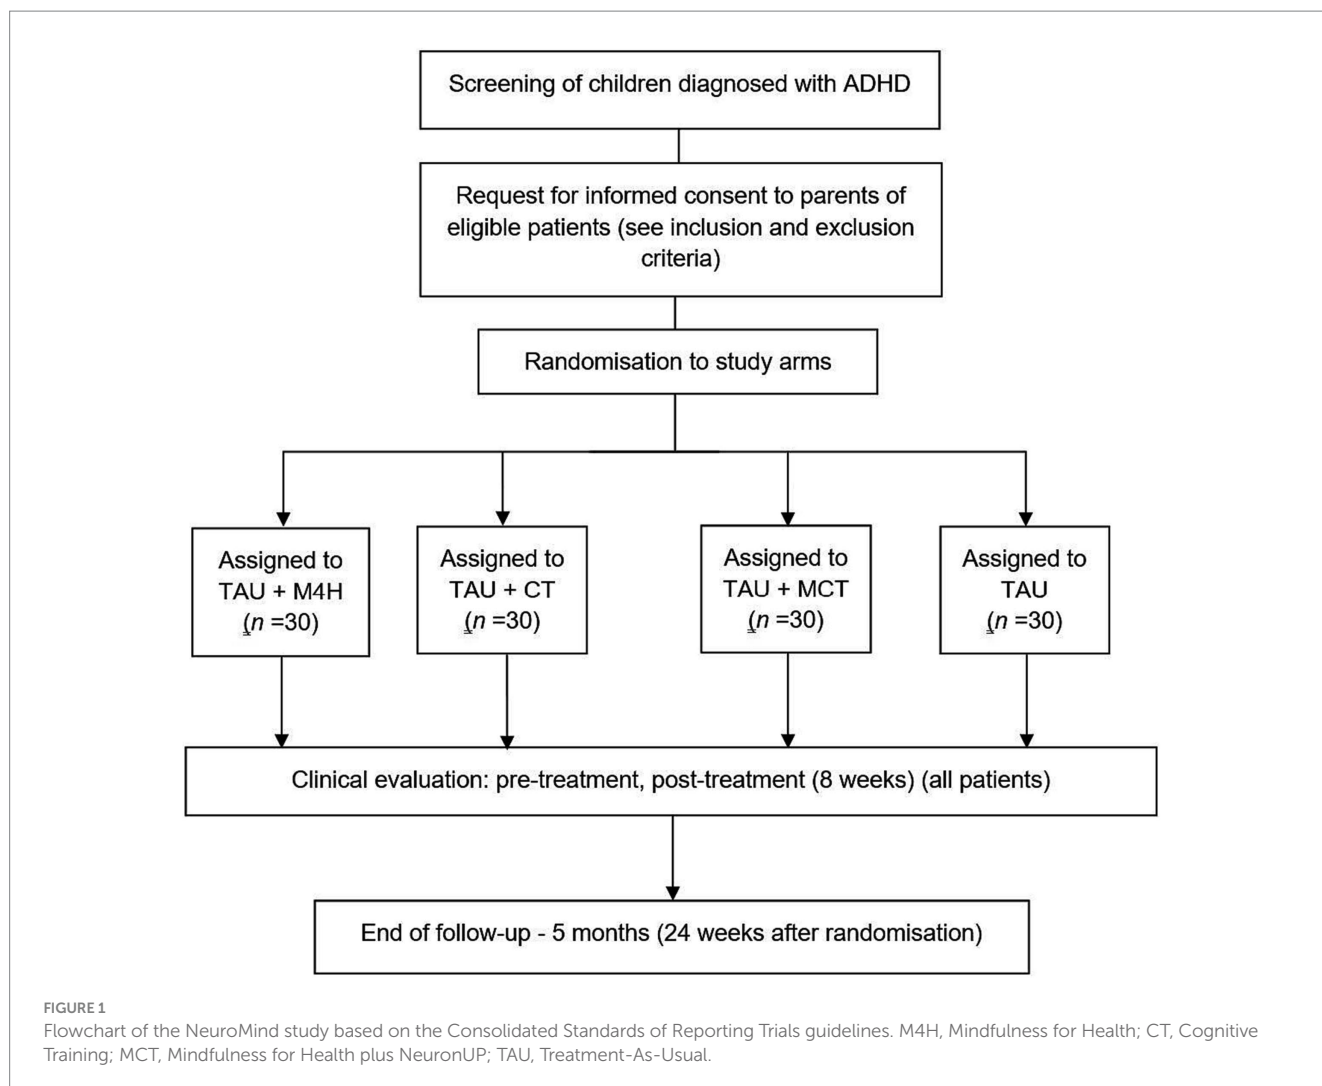 Screening of children diagnosed with ADHD
Request for informed consent to parents of
eligible patients (see inclusion and exclusion
criteria)
Randomisation to study arms
Assigned to
TAU + M4H
(n =30)
Assigned to
TAU + CT
(n =30)
Assigned to
TAU + MCT
(n =30)
Assigned to
TAU
(n =30)
Clinical evaluation: pre-treatment, post-treatment (8 weeks) (all patients)
End of follow-up - 5 months (24 weeks after randomisation)
FIGURE 1
Flowchart of the NeuroMind study based on the Consolidated Standards of Reporting Trials guidelines. M4H, Mindfulness for Health; CT, Cognitive
Training; MCT, Mindfulness for Health plus NeuronUP; TAU, Treatment-As-Usual.